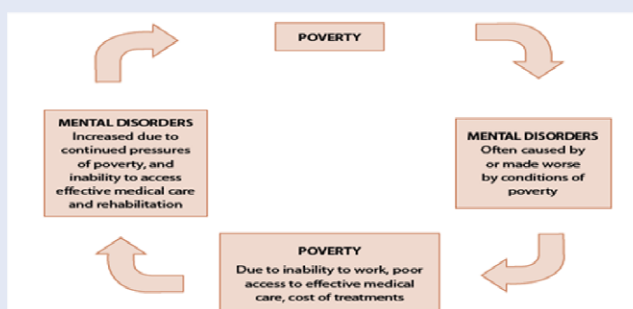 POVERTY
MENTAL DISORDERS
Often caused by
or made worse
by conditions of
poverty
POVERTY
Due to inability to work, poor
access to effective medical
care, cost of treatments
MENTAL DISORDERS
Increased due to
continued pressures
of poverty, and
inability to access
effective medical care
and rehabilitation